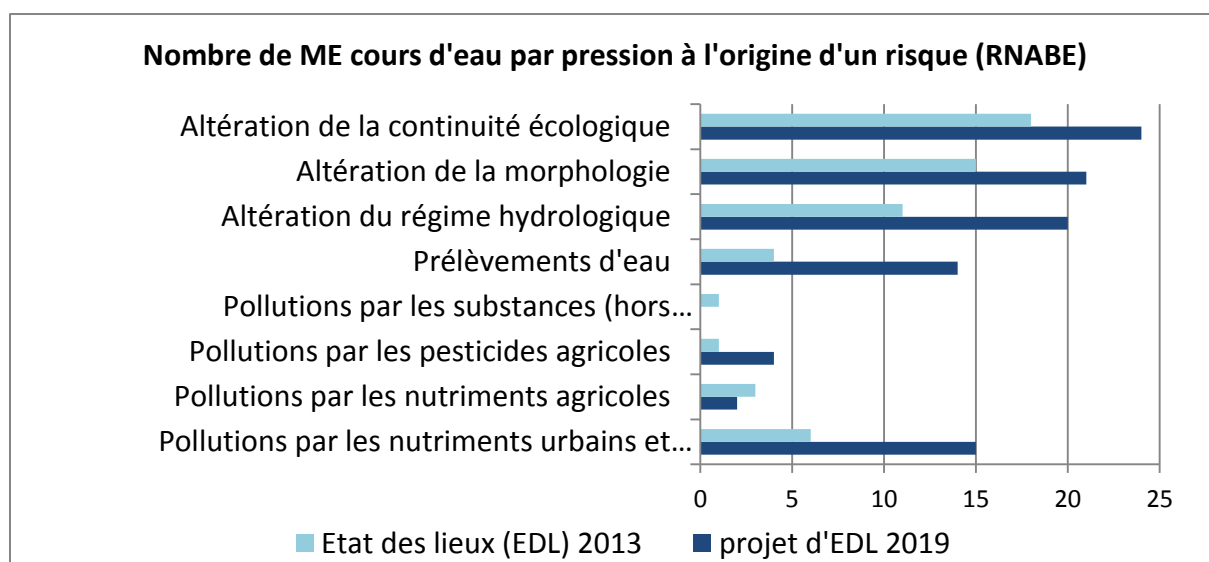 Nombre de ME cours d'eau par pression à l'origine d'un risque (RNABE)
Altération de la continuité écologique
Altération de la morphologie
Altération du régime hydrologique
Prélèvements d'eau
Pollutions par les substances (hors...
Pollutions par les pesticides agricoles
Pollutions par les nutriments agricoles
Pollutions par les nutriments urbains et...
0 5 10 15 20 25
Etat des lieux (EDL) 2013 projet d'EDL 2019